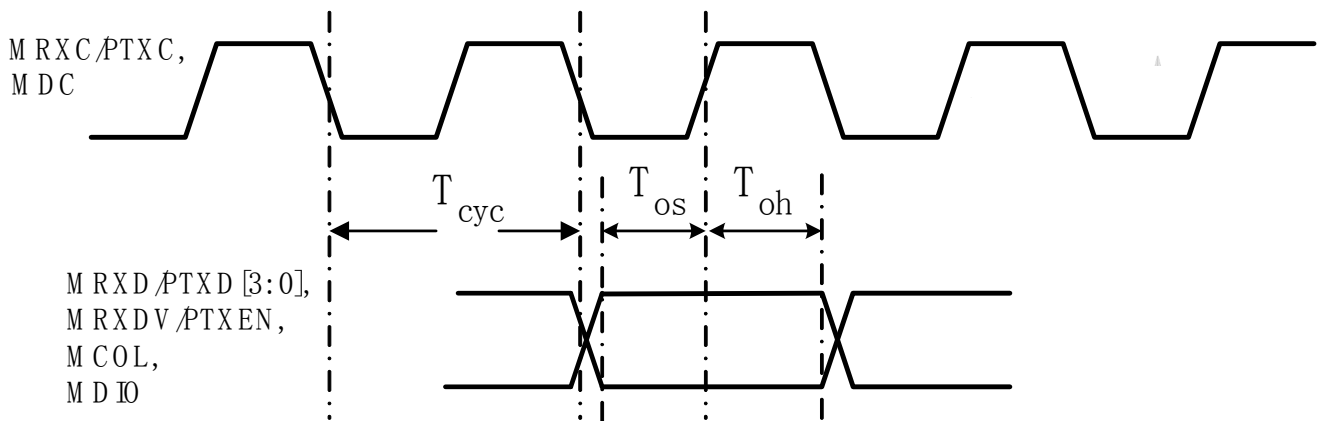 MRXC/PTXC,
MDC
Tcyc
Tos
Toh
MRXD/PTXD[3:0],
MRXDV/PTXEN,
MCOL,
MDIO